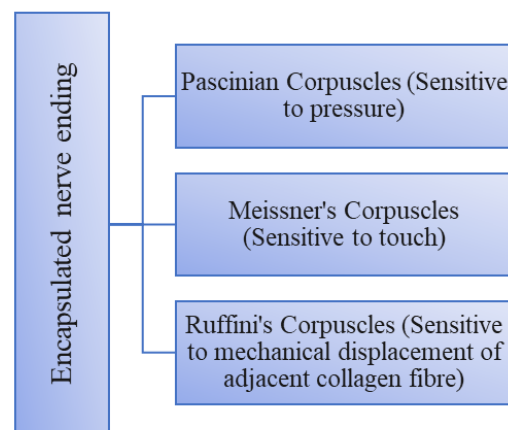 Encapsulated nerve ending
Pascinian Corpuscles (Sensitive
to pressure)
Meissner's Corpuscles
(Sensitive to touch)
Ruffini's Corpuscles (Sensitive
to mechanical displacement of
adjacent collagen fibre)